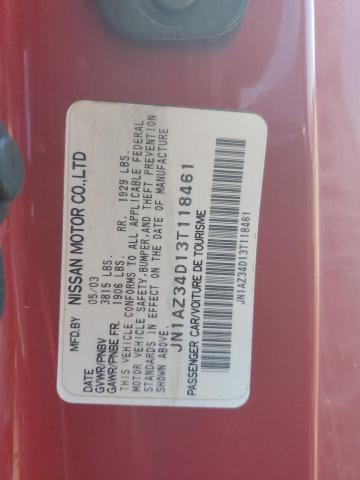 MFD.BY NISSAN MOTOR CO.,LTD
DATE 05/03
GVWR/PNBV 3815 LBS.
GAWR/PNBE FR. 1906 LBS. RR. 1929 LBS.
THIS VEHICLE CONFORMS TO ALL APPLICABLE FEDERAL
MOTOR VEHICLE SAFETY,BUMPER,AND THEFT PREVENTION
STANDARDS IN EFFECT ON THE DATE OF MANUFACTURE
SHOWN ABOVE.
JN1AZ34D13T118461
PASSENGER CAR/VOITURE DE TOURISME
JN1AZ34D13T118461